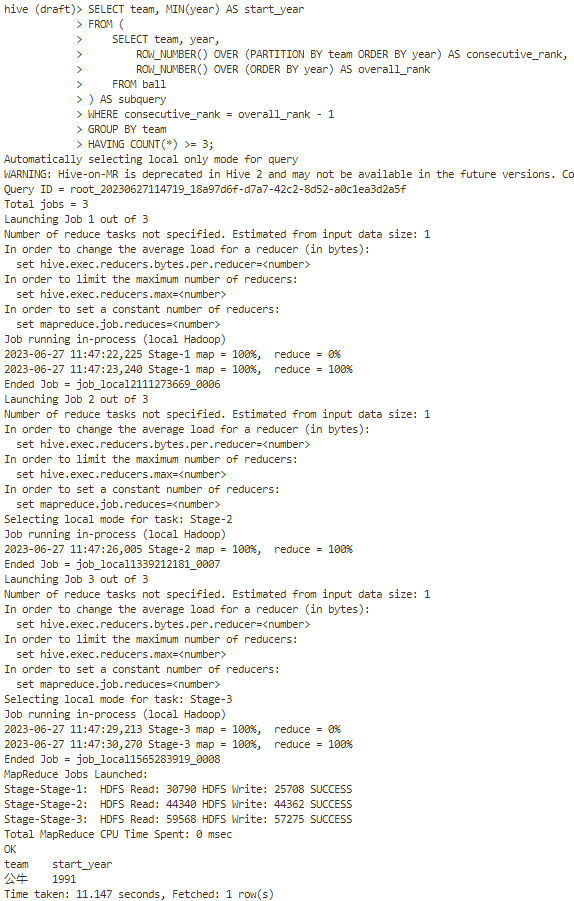 hive (draft)> SELECT team, MIN(year) AS start_year
            > FROM (
            >     SELECT team, year,
            >         ROW_NUMBER() OVER (PARTITION BY team ORDER BY year) AS consecutive_rank,
            >         ROW_NUMBER() OVER (ORDER BY year) AS overall_rank
            >     FROM ball
            > ) AS subquery
            > WHERE consecutive_rank = overall_rank - 1
            > GROUP BY team
            > HAVING COUNT(*) >= 3;
Automatically selecting local only mode for query
WARNING: Hive-on-MR is deprecated in Hive 2 and may not be available in the future versions. Co
Query ID = root_20230627114719_18a97d6f-d7a7-42c2-8d52-a0c1ea3d2a5f
Total jobs = 3
Launching Job 1 out of 3
Number of reduce tasks not specified. Estimated from input data size: 1
In order to change the average load for a reducer (in bytes):
  set hive.exec.reducers.bytes.per.reducer=<number>
In order to limit the maximum number of reducers:
  set hive.exec.reducers.max=<number>
In order to set a constant number of reducers:
  set mapreduce.job.reduces=<number>
Job running in-process (local Hadoop)
2023-06-27 11:47:22,225 Stage-1 map = 100%,  reduce = 0%
2023-06-27 11:47:23,240 Stage-1 map = 100%,  reduce = 100%
Ended Job = job_local2111273669_0006
Launching Job 2 out of 3
Number of reduce tasks not specified. Estimated from input data size: 1
In order to change the average load for a reducer (in bytes):
  set hive.exec.reducers.bytes.per.reducer=<number>
In order to limit the maximum number of reducers:
  set hive.exec.reducers.max=<number>
In order to set a constant number of reducers:
  set mapreduce.job.reduces=<number>
Selecting local mode for task: Stage-2
Job running in-process (local Hadoop)
2023-06-27 11:47:26,005 Stage-2 map = 100%,  reduce = 100%
Ended Job = job_local1339212181_0007
Launching Job 3 out of 3
Number of reduce tasks not specified. Estimated from input data size: 1
In order to change the average load for a reducer (in bytes):
  set hive.exec.reducers.bytes.per.reducer=<number>
In order to limit the maximum number of reducers:
  set hive.exec.reducers.max=<number>
In order to set a constant number of reducers:
  set mapreduce.job.reduces=<number>
Selecting local mode for task: Stage-3
Job running in-process (local Hadoop)
2023-06-27 11:47:29,213 Stage-3 map = 100%,  reduce = 0%
2023-06-27 11:47:30,270 Stage-3 map = 100%,  reduce = 100%
Ended Job = job_local1565283919_0008
MapReduce Jobs Launched:
Stage-Stage-1:  HDFS Read: 30790 HDFS Write: 25708 SUCCESS
Stage-Stage-2:  HDFS Read: 44340 HDFS Write: 44362 SUCCESS
Stage-Stage-3:  HDFS Read: 59568 HDFS Write: 57275 SUCCESS
Total MapReduce CPU Time Spent: 0 msec
OK
team    start_year
公牛    1991
Time taken: 11.147 seconds, Fetched: 1 row(s)